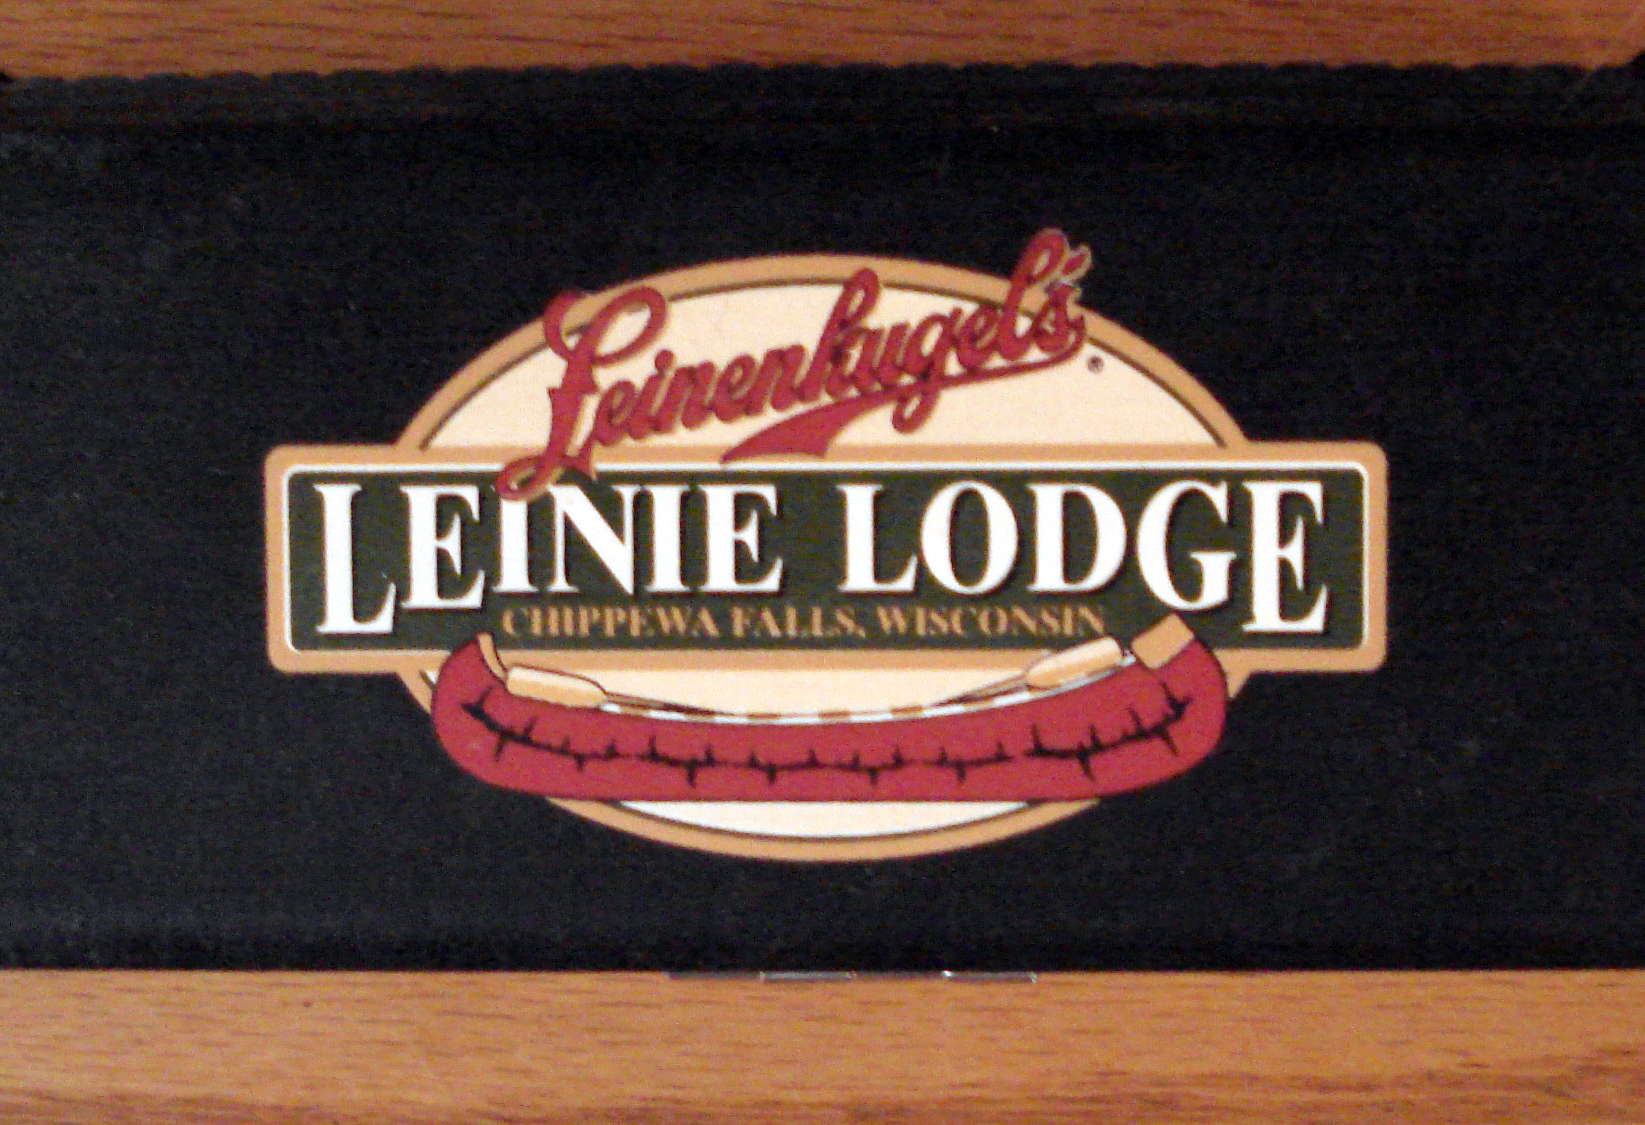 Leinenkugel's®
LEINIE LODGE
CHIPPEWA FALLS, WISCONSIN